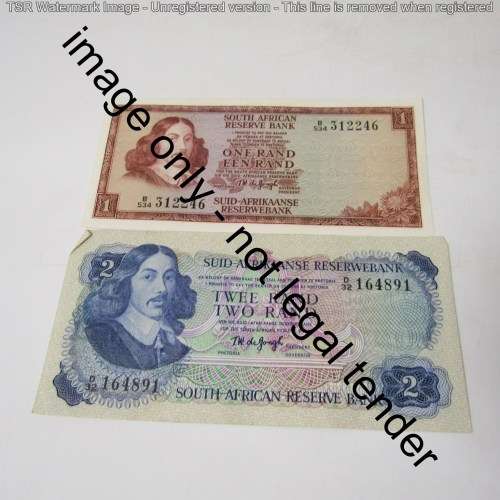 TSR Watermark Image - Unregistered version - This line is removed when registered
image only - not legal tender
SOUTH AFRICAN
RESERVE BANK
B/534 312246
1
ONE RAND
EEN RAND
B/534 312246
SUID-AFRIKAANSE
RESERWEBANK
1
2
SUID-AFRIKAANSE RESERWEBANK
D/32 164891
TWEE RAND
TWO RAND
PRETORIA
D/32 164891
2
SOUTH AFRICAN RESERVE BANK